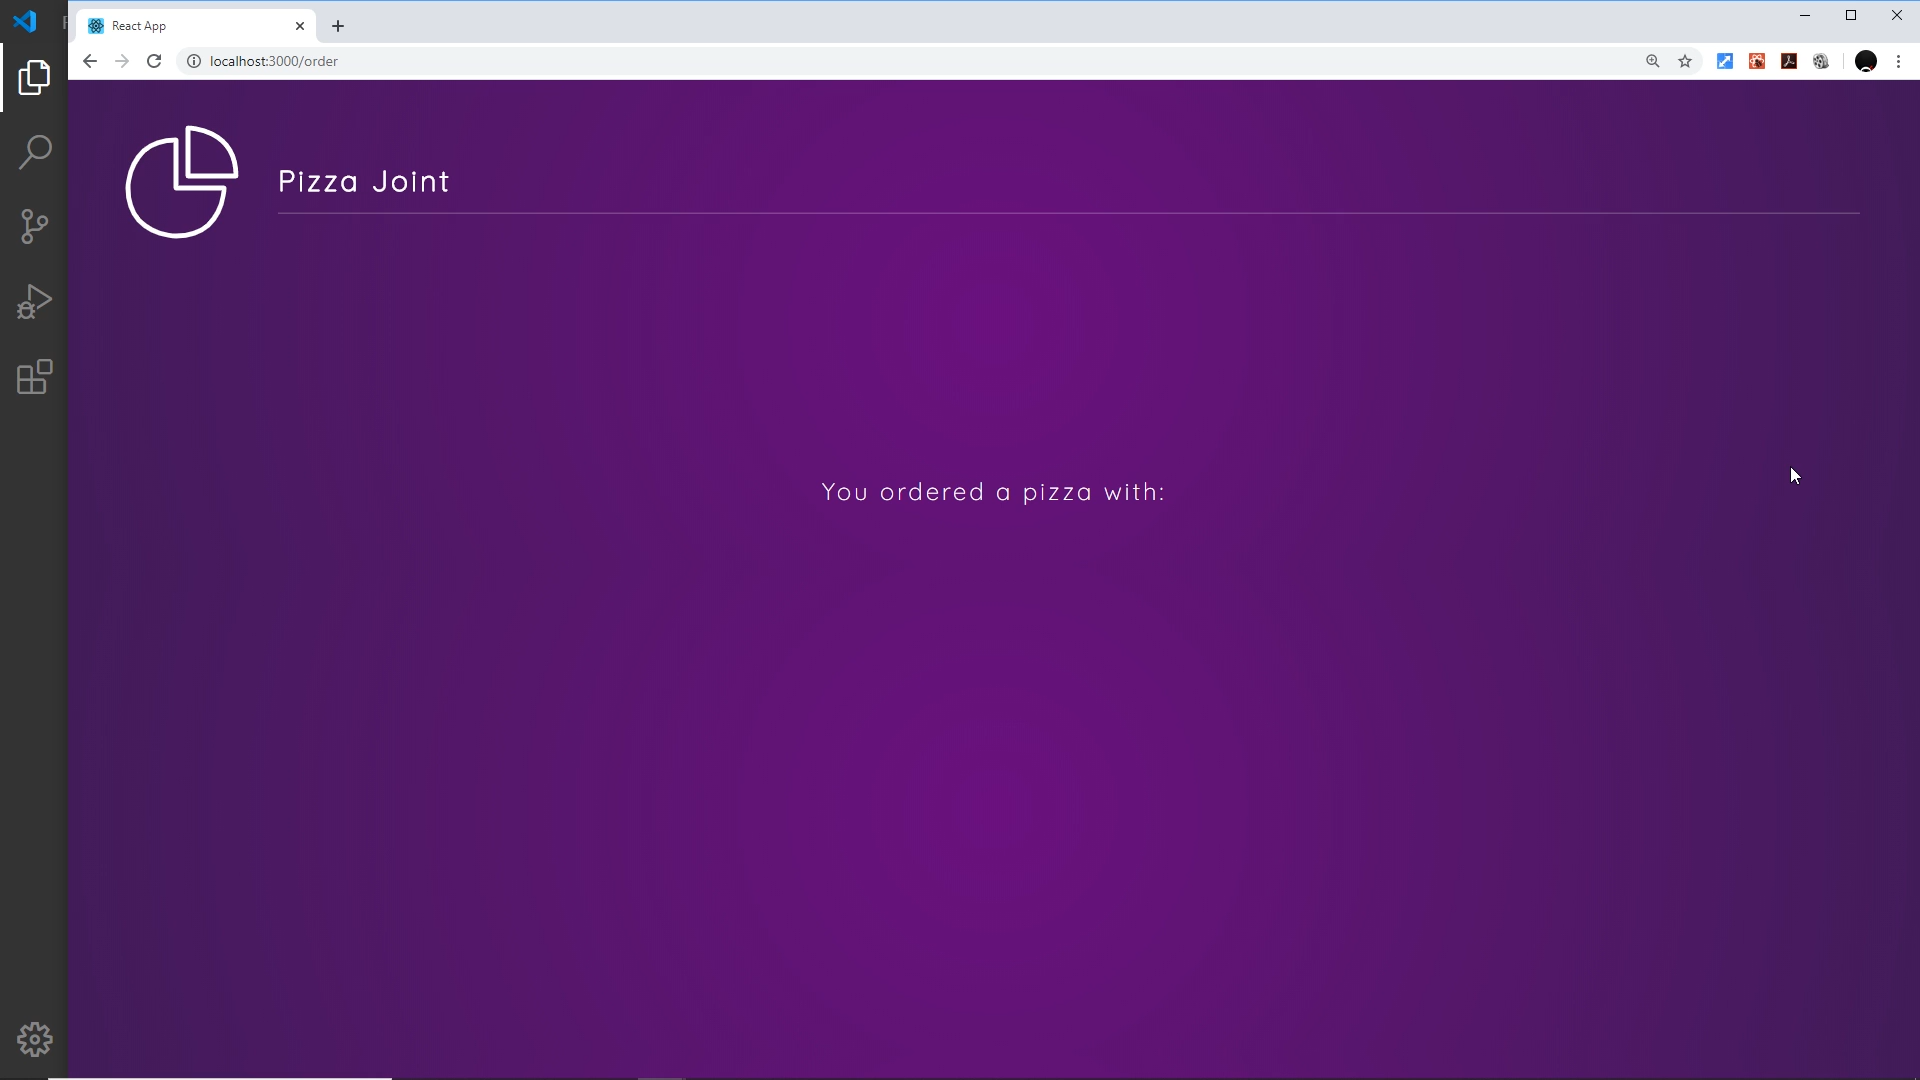 React App
localhost:3000/order
Pizza Joint
You ordered a pizza with: